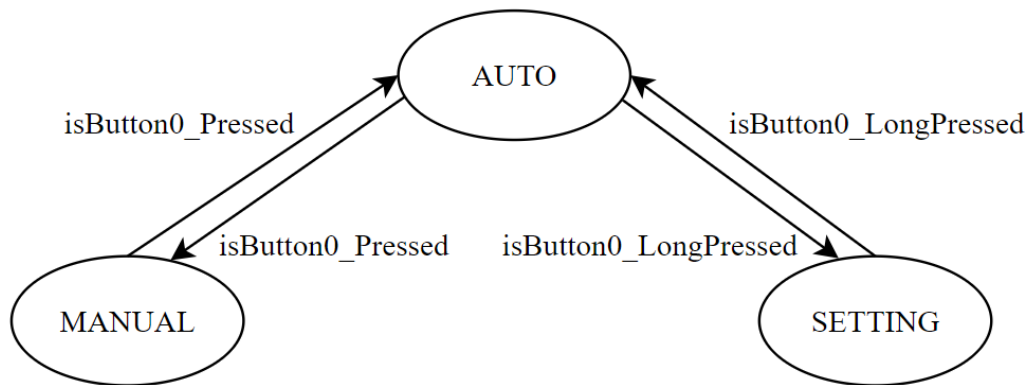 AUTO
isButton0_Pressed
isButton0_LongPressed
isButton0_Pressed
isButton0_LongPressed
MANUAL
SETTING